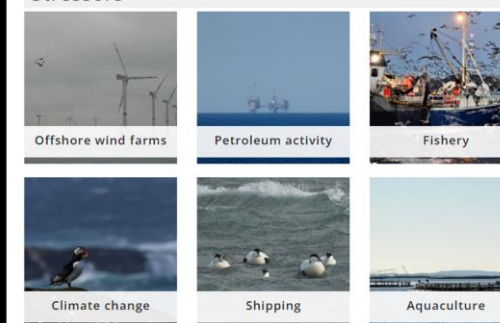 Offshore wind farms
Petroleum activity
Fishery
Climate change
Shipping
Aquaculture